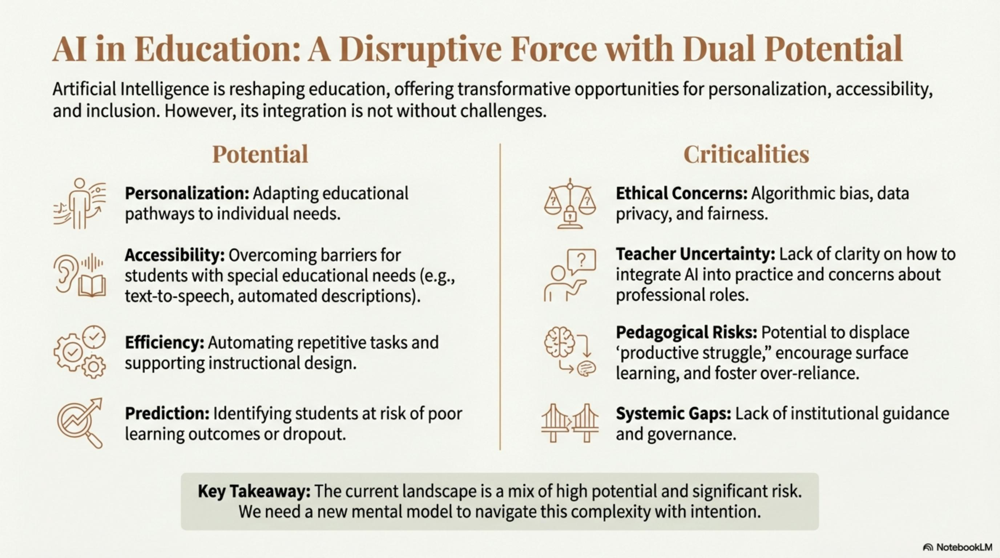 AI in Education: A Disruptive Force with Dual Potential
Artificial Intelligence is reshaping education, offering transformative opportunities for personalization, accessibility,
and inclusion. However, its integration is not without challenges.
Potential
Personalization: Adapting educational
pathways to individual needs.
Accessibility: Overcoming barriers for
students with special educational needs (e.g.,
text-to-speech, automated descriptions).
Efficiency: Automating repetitive tasks and
supporting instructional design.
Prediction: Identifying students at risk of poor
learning outcomes or dropout.
Criticalities
? ?
Ethical Concerns: Algorithmic bias, data
privacy, and fairness.
?
Teacher Uncertainty: Lack of clarity on how to
integrate AI into practice and concerns about
professional roles.
Pedagogical Risks: Potential to displace
‘productive struggle,” encourage surface
learning, and foster over-reliance.
Systemic Gaps: Lack of institutional guidance
and governance.
Key Takeaway: The current landscape is a mix of high potential and significant risk.
We need a new mental model to navigate this complexity with intention.
NotebookLM